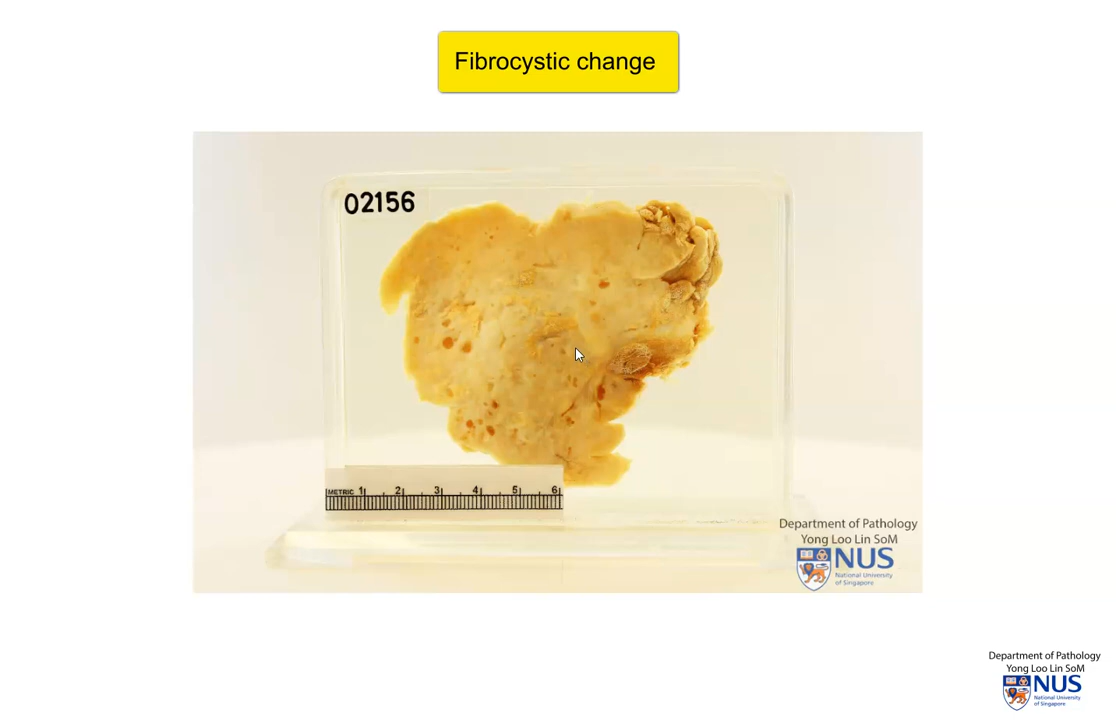 Fibrocystic change
02156
METRIC 1 2 3 4 5 6
Department of Pathology
Yong Loo Lin SoM
NUS
National University
of Singapore
Department of Pathology
Yong Loo Lin SoM
NUS
National University
of Singapore